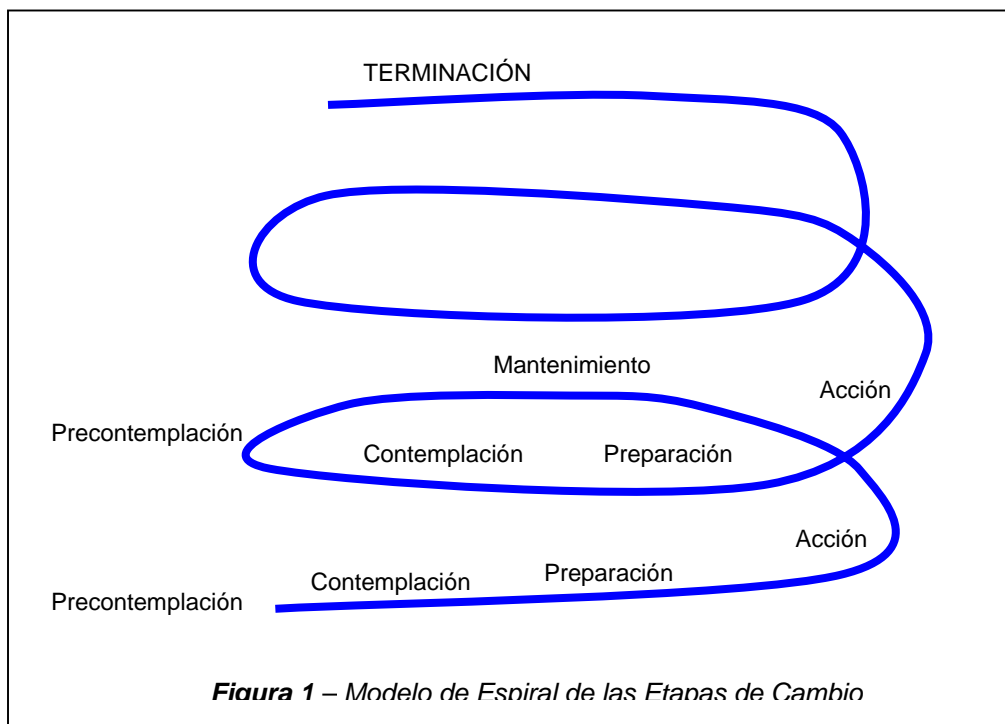 TERMINACIÓN
Mantenimiento
Acción
Precontemplación
Contemplación Preparación
Acción
Contemplación Preparación
Precontemplación
Figura 1 – Modelo de Espiral de las Etapas de Cambio